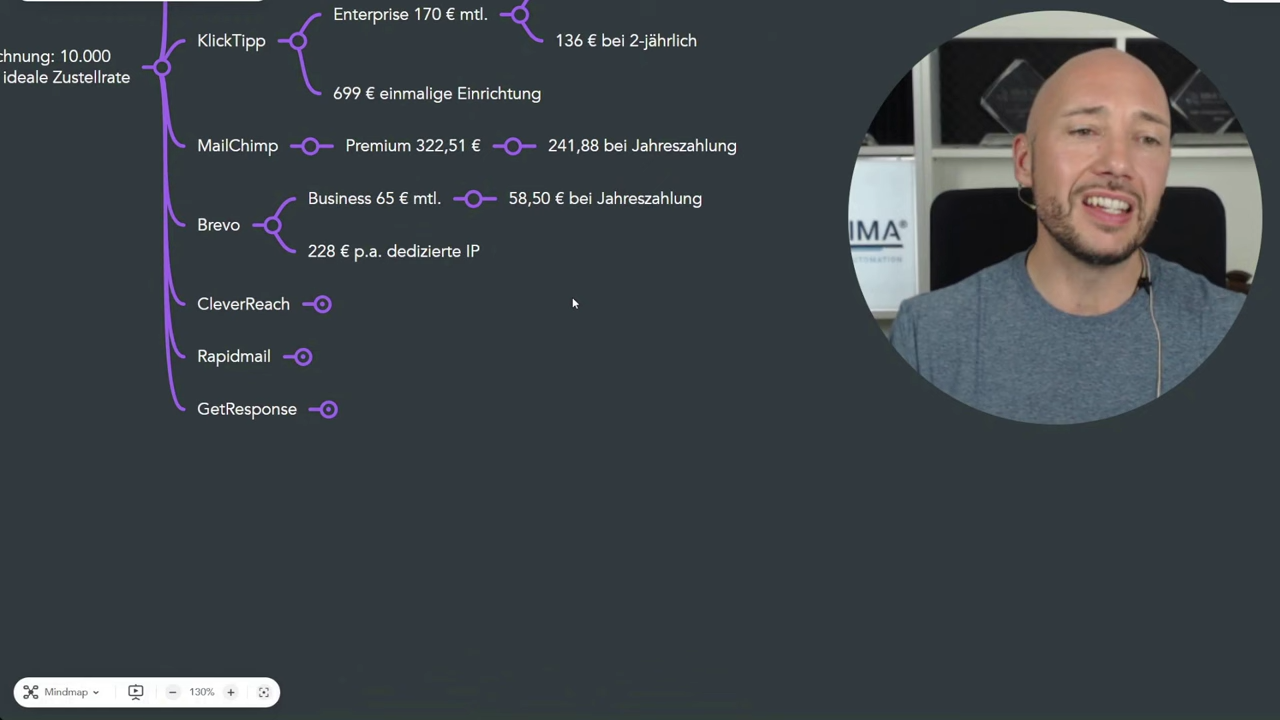 Enterprise 170 € mtl.
136 € bei 2-jährlich
KlickTipp
chnung: 10.000
ideale Zustellrate
699 € einmalige Einrichtung
MailChimp
Premium 322,51 €
241,88 bei Jahreszahlung
Brevo
Business 65 € mtl.
58,50 € bei Jahreszahlung
228 € p.a. dedizierte IP
CleverReach
Rapidmail
GetResponse
IMA®
Mindmap
130%